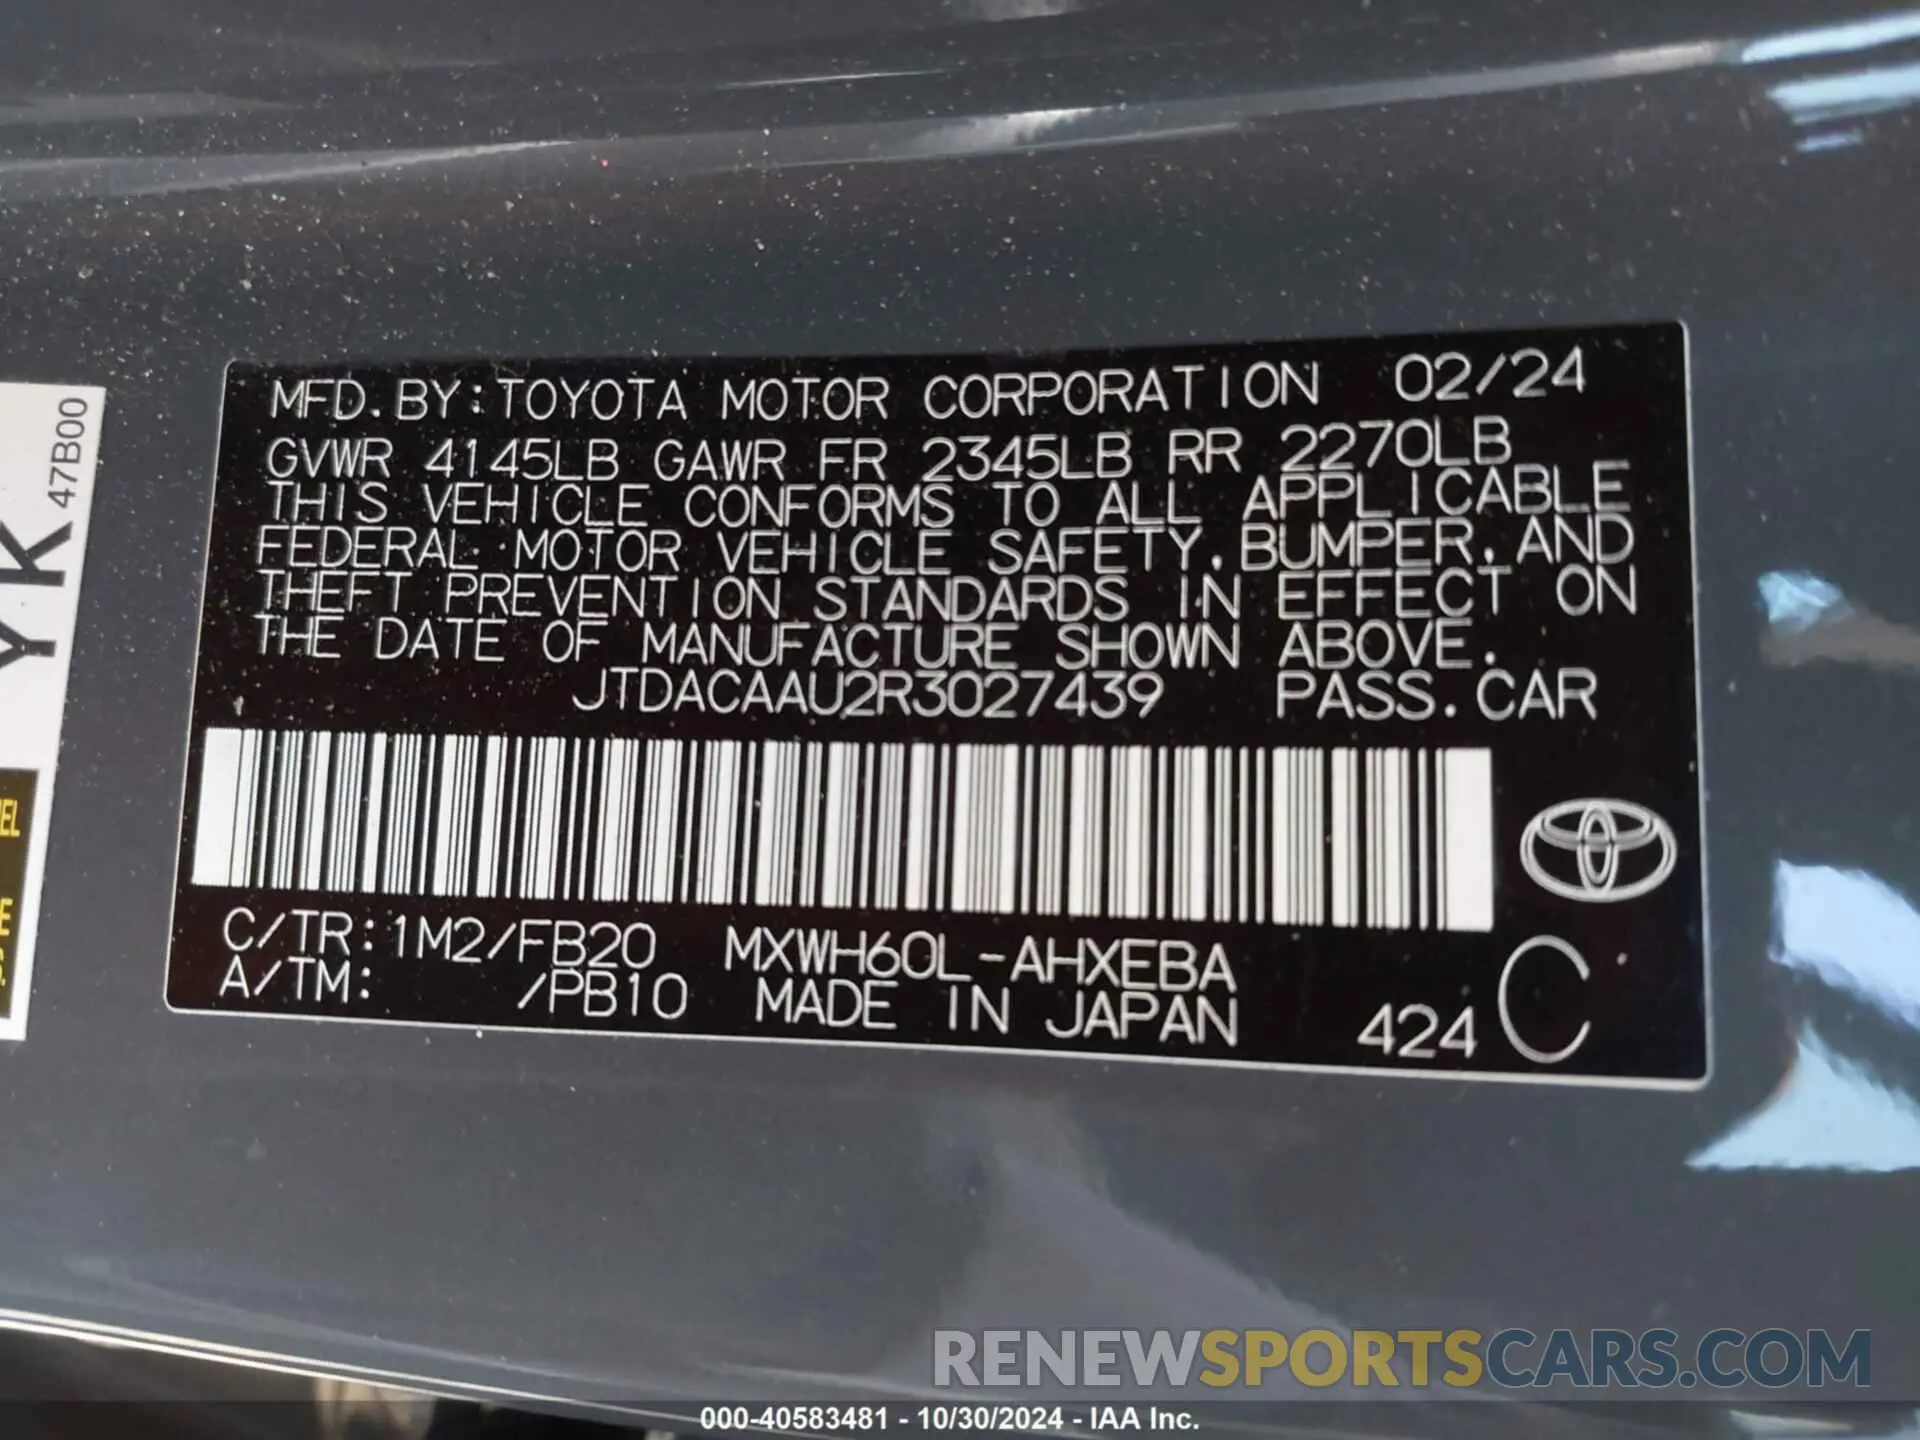 MFD. BY: TOYOTA MOTOR CORPORATION 02/24
GVWR 4145LB GAWR FR 2345LB RR 2270LB
THIS VEHICLE CONFORMS TO ALL APPLICABLE
FEDERAL MOTOR VEHICLE SAFETY, BUMPER, AND
THEFT PREVENTION STANDARDS IN EFFECT ON
THE DATE OF MANUFACTURE SHOWN ABOVE.
JTDACAAU2R3027439 PASS. CAR
C/TR: 1M2/FB20 MXWH60L-AHXEBA
A/TM: /PB10 MADE IN JAPAN 424 C
YK 47B00
RENEWSPORTSCARS.COM
000-40583481 - 10/30/2024 - IAA Inc.